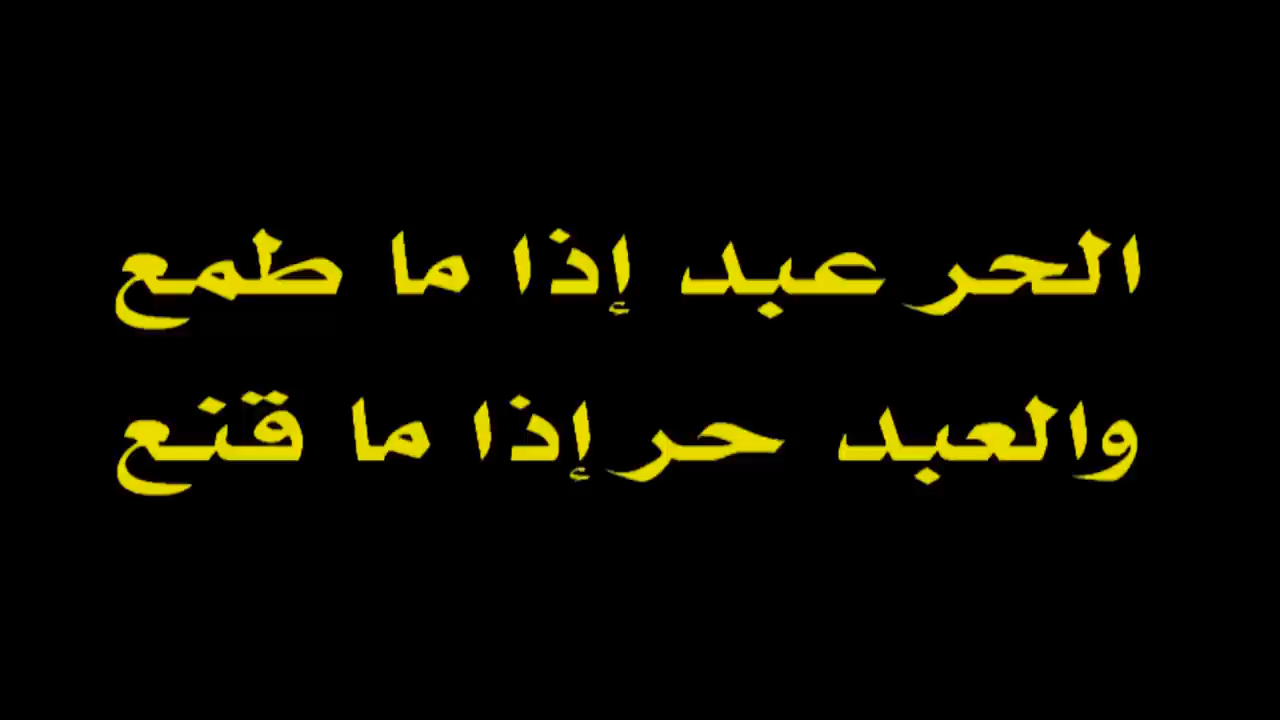 الحر عبد إذا ما طمع
والعبد حر إذا ما قنع